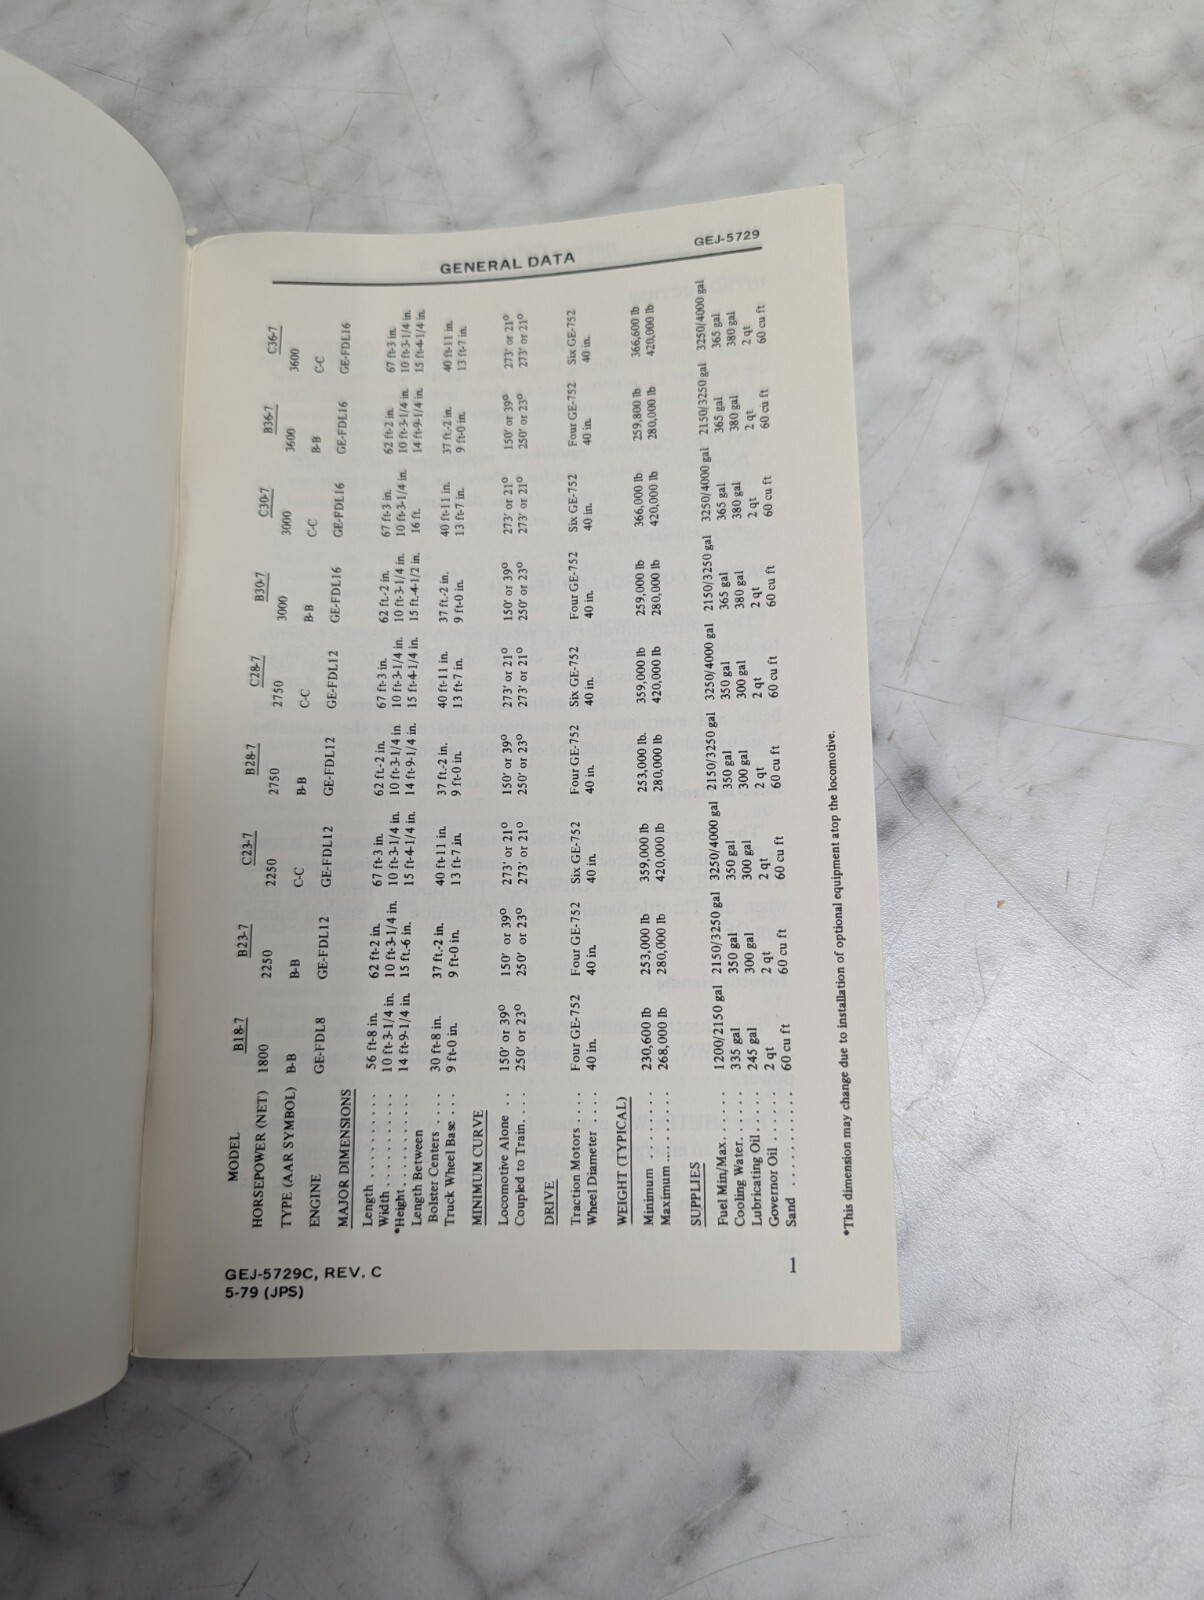 GENERAL DATA
GEJ-5729
MODEL B18-7 B23-7 C23-7 B28-7 C28-7 B30-7 C30-7 B36-7 C36-7
HORSEPOWER (NET) 1800 2250 2250 2750 2750 3000 3000 3600 3600
TYPE (AAR SYMBOL) B-B B-B C-C B-B C-C B-B C-C B-B C-C
ENGINE GE-FDL8 GE-FDL12 GE-FDL12 GE-FDL12 GE-FDL12 GE-FDL16 GE-FDL16 GE-FDL16 GE-FDL16
MAJOR DIMENSIONS
Length . . . . . . . . . . 56 ft-8 in. 62 ft-2 in. 67 ft-3 in. 62 ft.-2 in. 67 ft-3 in. 62 ft.-2 in. 67 ft-3 in. 62 ft-2 in. 67 ft-3 in.
Width . . . . . . . . . . 10 ft-3-1/4 in. 10 ft-3-1/4 in. 10 ft-3-1/4 in. 10 ft-3-1/4 in 10 ft-3-1/4 in. 10 ft-3-1/4 in. 10 ft-3-1/4 in. 10 ft-3-1/4 in. 10 ft-3-1/4 in.
*Height . . . . . . . . . 14 ft-9-1/4 in. 15 ft.-6 in. 15 ft-4-1/4 in. 14 ft-9-1/4 in. 15 ft-4-1/4 in. 15 ft.-4-1/2 in. 16 ft. 14 ft-9-1/4 in. 15 ft-4-1/4 in.
Length Between
Bolster Centers . . . . 30 ft-8 in. 37 ft.-2 in. 40 ft-11 in. 37 ft.-2 in. 40 ft-11 in. 37 ft.-2 in. 40 ft-11 in. 37 ft-2 in. 40 ft-11 in.
Truck Wheel Base . . . 9 ft-0 in. 9 ft-0 in. 13 ft-7 in. 9 ft-0 in. 13 ft-7 in. 9 ft-0 in. 13 ft-7 in. 9 ft-0 in. 13 ft-7 in.
MINIMUM CURVE
Locomotive Alone . . . 150' or 39° 150' or 39° 273' or 21° 150' or 39° 273' or 21° 150' or 39° 273' or 21° 150' or 39° 273' or 21°
Coupled to Train. . . . 250' or 23° 250' or 23° 273' or 21° 250' or 23° 273' or 21° 250' or 23° 273' or 21° 250' or 23° 273' or 21°
DRIVE
Traction Motors . . . . Four GE-752 Four GE-752 Six GE-752 Four GE-752 Six GE-752 Four GE-752 Six GE-752 Four GE-752 Six GE-752
Wheel Diameter . . . . 40 in. 40 in. 40 in. 40 in. 40 in. 40 in. 40 in. 40 in. 40 in.
WEIGHT (TYPICAL)
Minimum . . . . . . . . 230,600 lb 253,000 lb 359,000 lb 253,000 lb. 359,000 lb 259,000 lb 366,000 lb 259,800 lb 366,600 lb
Maximum . . . . . . . . 268,000 lb 280,000 lb 420,000 lb 280,000 lb 420,000 lb 280,000 lb 420,000 lb 280,000 lb 420,000 lb
SUPPLIES
Fuel Min/Max. . . . . . 1200/2150 gal 2150/3250 gal 3250/4000 gal 2150/3250 gal 3250/4000 gal 2150/3250 gal 3250/4000 gal 2150/3250 gal 3250/4000 gal
Cooling Water. . . . . . 335 gal 350 gal 350 gal 350 gal 350 gal 365 gal 365 gal 365 gal 365 gal
Lubricating Oil . . . . . 245 gal 300 gal 300 gal 300 gal 300 gal 380 gal 380 gal 380 gal 380 gal
Governor Oil . . . . . . 2 qt 2 qt 2 qt 2 qt 2 qt 2 qt 2 qt 2 qt 2 qt
Sand . . . . . . . . . . 60 cu ft 60 cu ft 60 cu ft 60 cu ft 60 cu ft 60 cu ft 60 cu ft 60 cu ft 60 cu ft
*This dimension may change due to installation of optional equipment atop the locomotive.
GEJ-5729C, REV. C
5-79 (JPS)
1